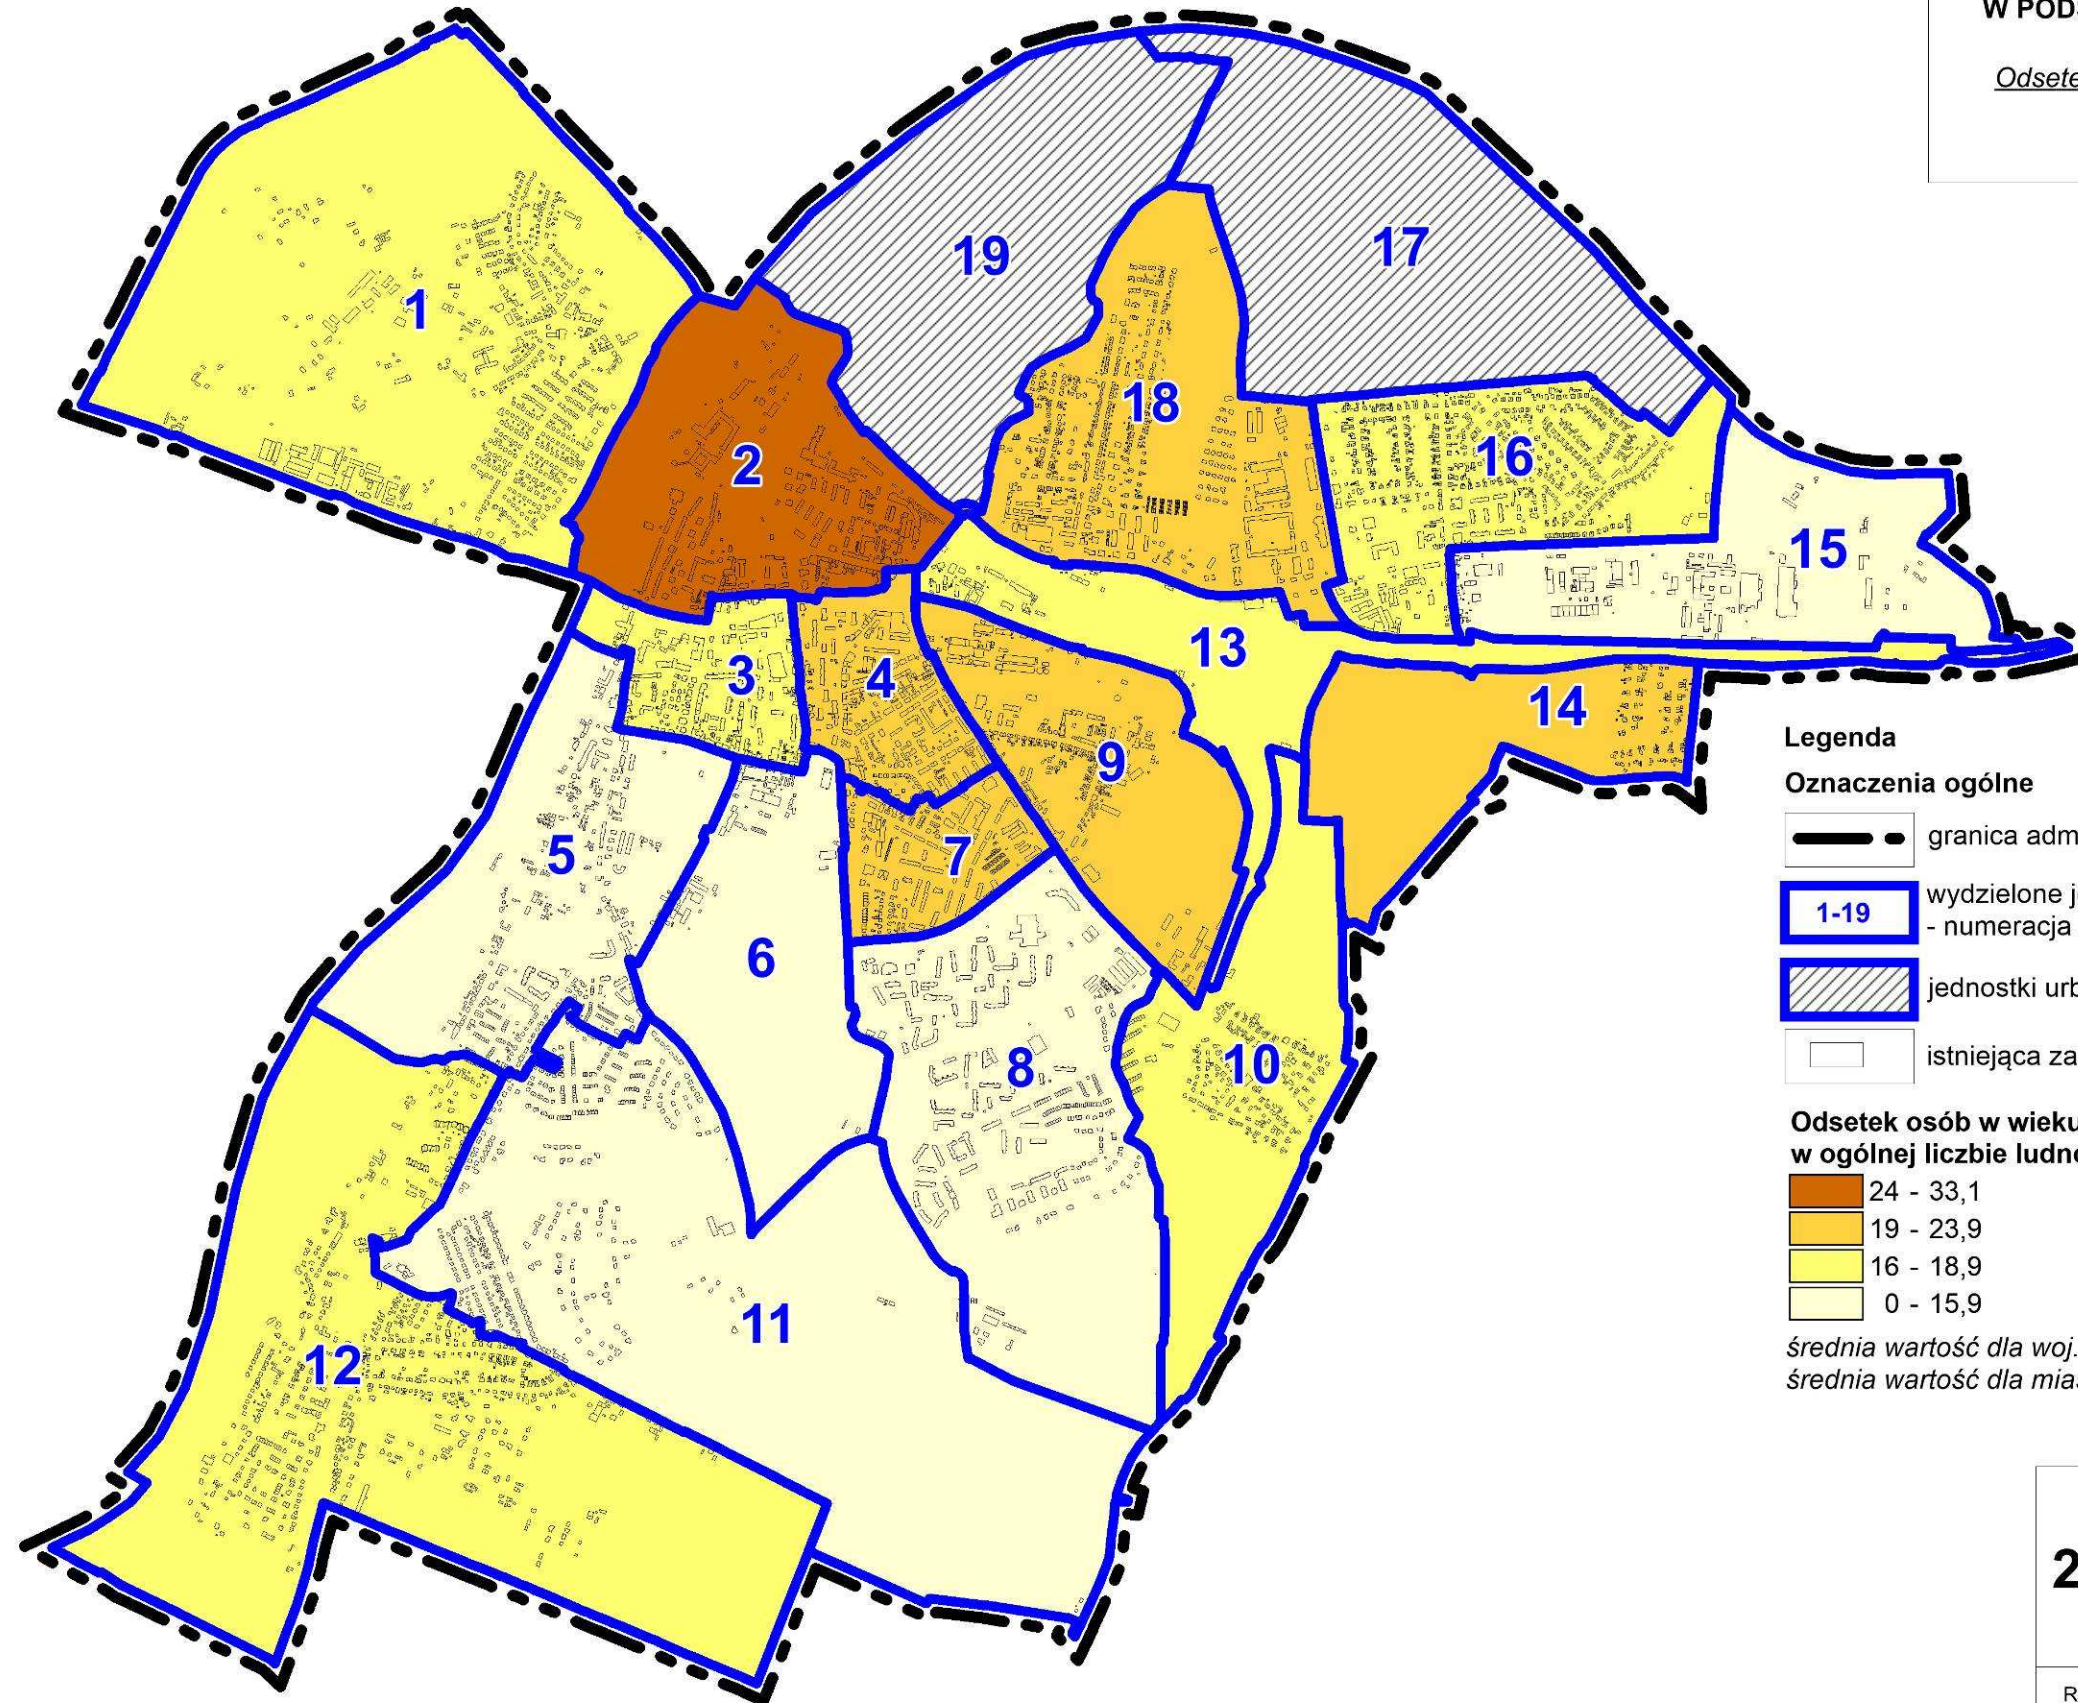 W POD
Odsete
19
17
1
18
2
16
15
13
3
4
14
9
5
7
6
8
10
11
12
Legenda
Oznaczenia ogólne
granica adm
1-19
wydzielone j
- numeracja
jednostki urb
istniejąca za
Odsetek osób w wieku
w ogólnej liczbie ludn
24 - 33,1
19 - 23,9
16 - 18,9
0 - 15,9
średnia wartość dla woj.
średnia wartość dla mias
2
R